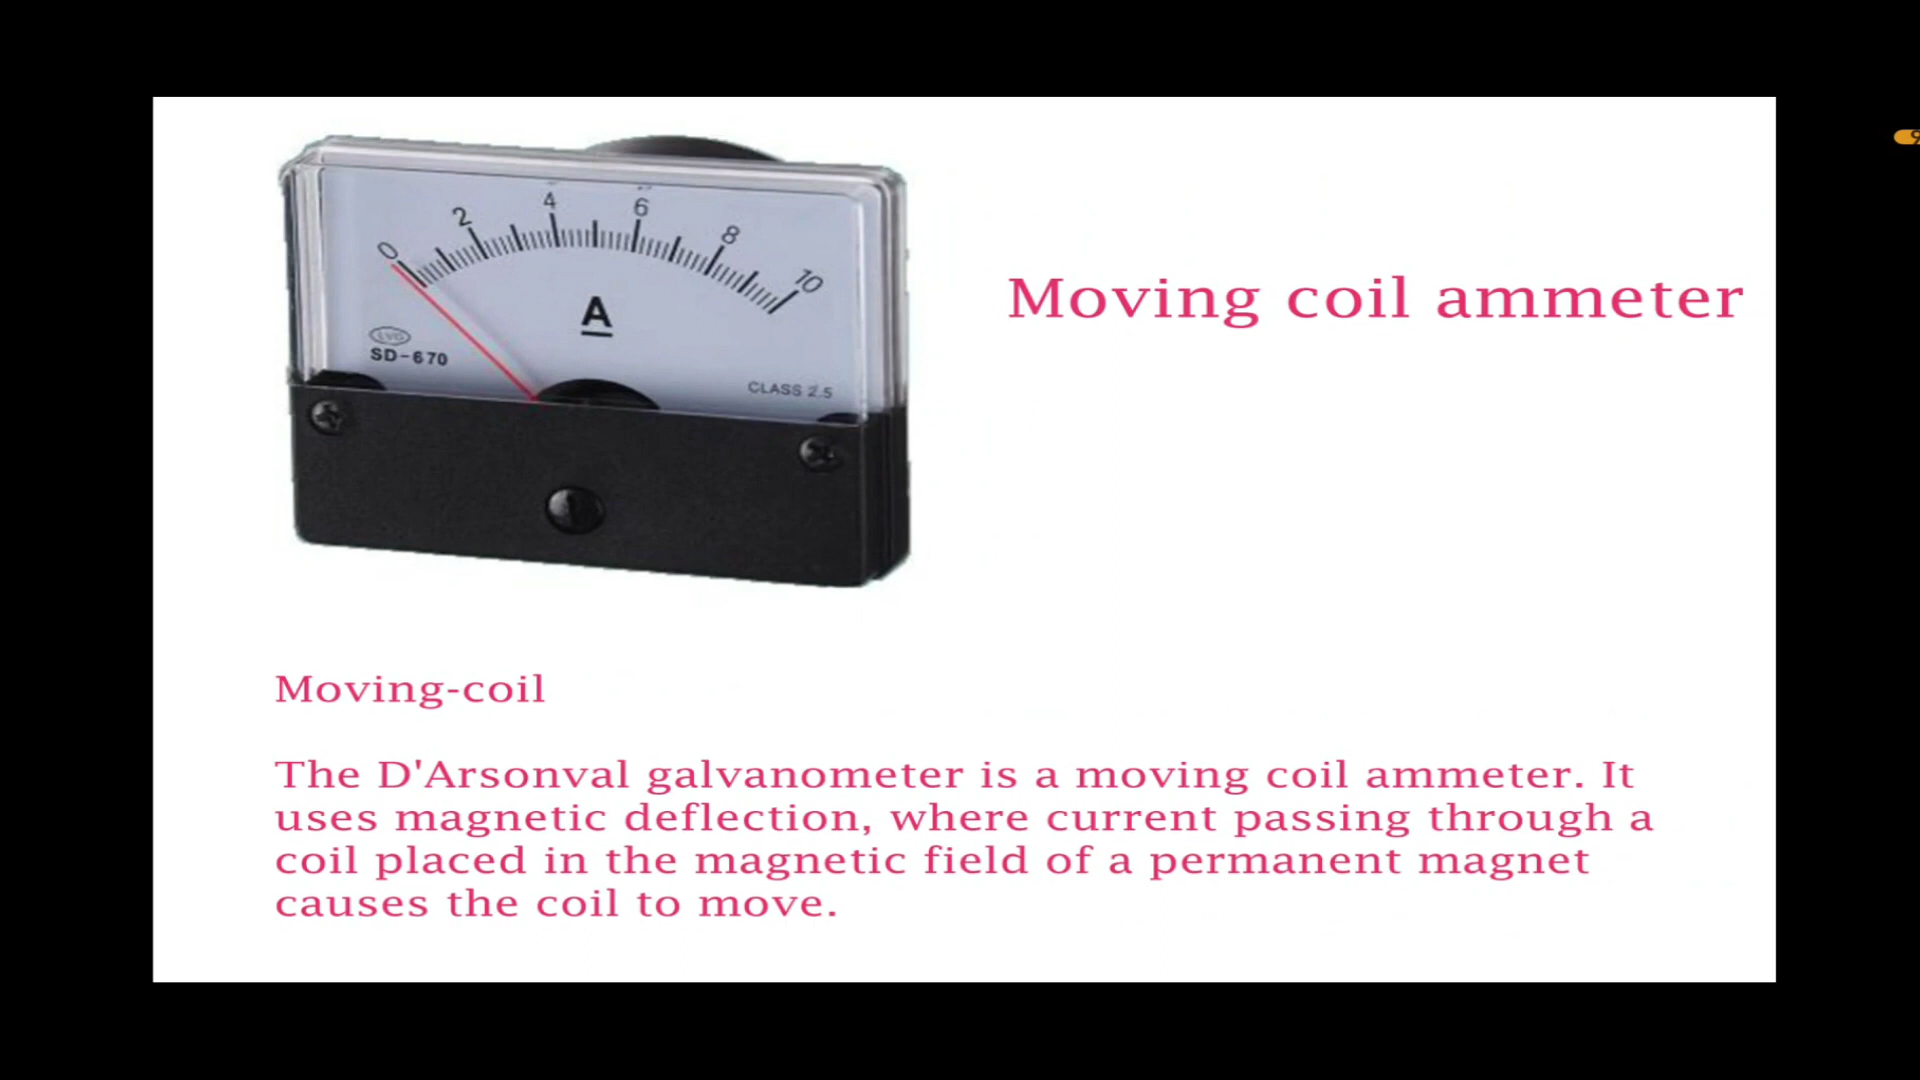 Moving coil ammeter
0 2 4 6 8 10
A
SD-670
CLASS 2.5
Moving-coil
The D'Arsonval galvanometer is a moving coil ammeter. It
uses magnetic deflection, where current passing through a
coil placed in the magnetic field of a permanent magnet
causes the coil to move.